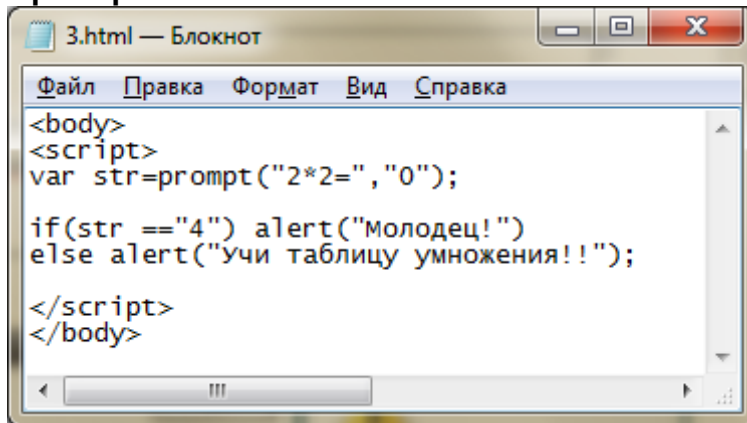 3.html — Блокнот
Файл Правка Формат Вид Справка
<body>
<script>
var str=prompt("2*2=","0");
if(str =="4") alert("Молодец!")
else alert("Учи таблицу умножения!!");
</script>
</body>